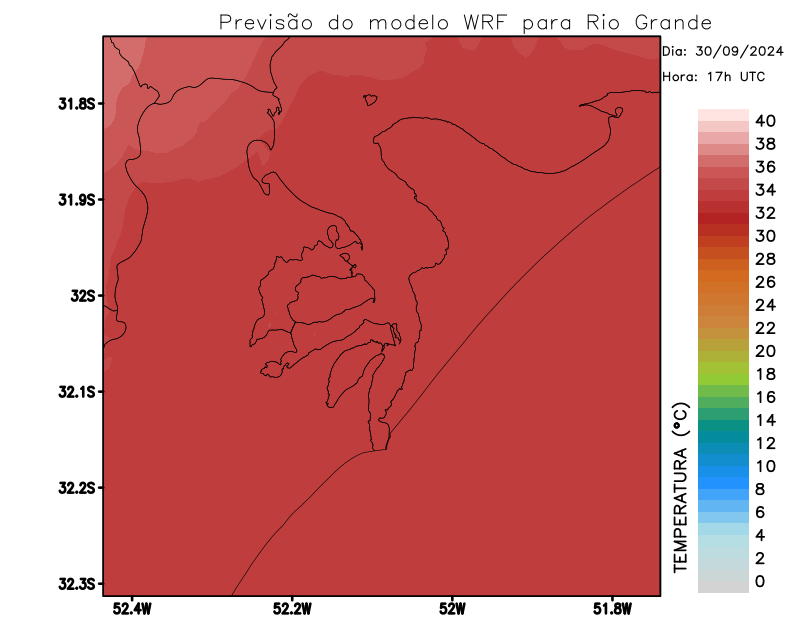 Previsão do modelo WRF para Rio Grande
Dia: 30/09/2024
Hora: 17h UTC
31.8S
31.9S
32S
32.1S
32.2S
32.3S
52.4W
52.2W
52W
51.8W
TEMPERATURA (°C)
40
38
36
34
32
30
28
26
24
22
20
18
16
14
12
10
8
6
4
2
0